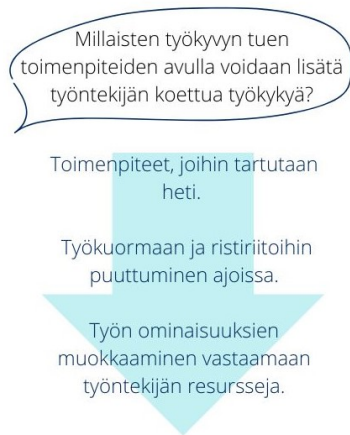 Millaisten työkyvyn tuen
toimenpiteiden avulla voidaan lisätä
työntekijän koettua työkykyä?
Toimenpiteet, joihin tartutaan
heti.
Työkuormaan ja ristiriitoihin
puuttuminen ajoissa.
Työn ominaisuuksien
muokkaaminen vastaamaan
työntekijän resursseja.